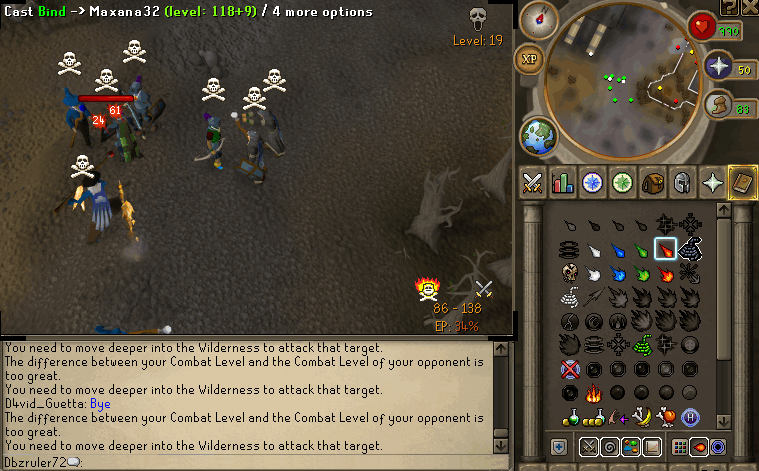 Cast Bind -> Maxana32 (level: 118+9) / 4 more options
Level: 19
990
XP
50
83
61
24
86 - 138
EP: 34%
You need to move deeper into the Wilderness to attack that target.
The difference between your Combat Level and the Combat Level of your opponent is
too great.
You need to move deeper into the Wilderness to attack that target.
D4vid_Guetta: Bye
The difference between your Combat Level and the Combat Level of your opponent is
too great.
You need to move deeper into the Wilderness to attack that target.
Dbzruler72: